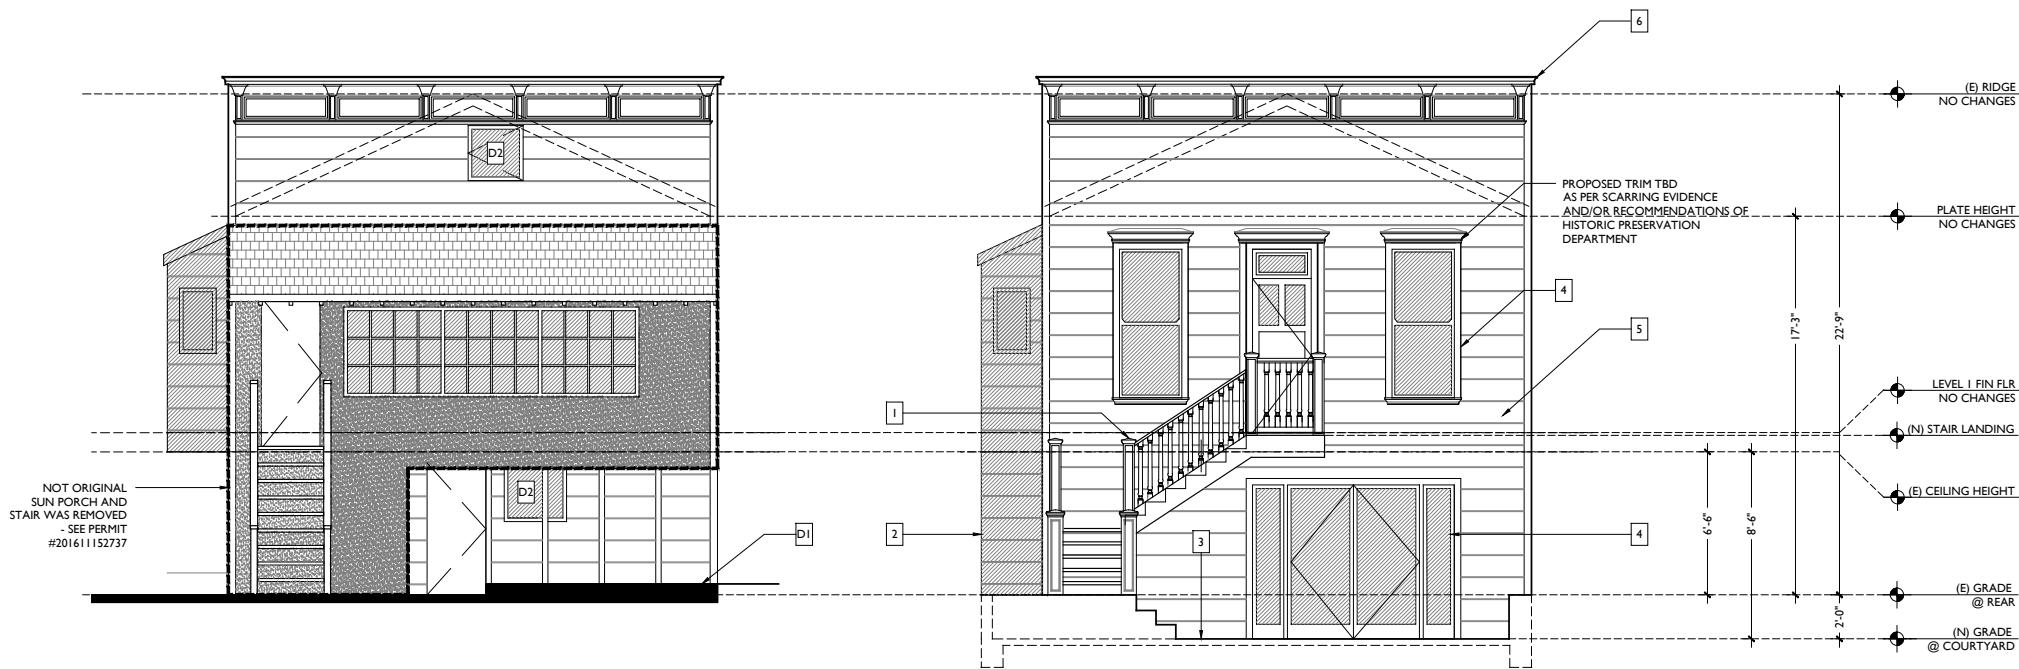 6
(E) RIDGE
NO CHANGES
D2
PROPOSED TRIM TBD
AS PER SCARRING EVIDENCE
AND/OR RECOMMENDATIONS OF
HISTORIC PRESERVATION
DEPARTMENT
PLATE HEIGHT
NO CHANGES
4
5
17'-3"
22'-9"
LEVEL 1 FIN FLR
NO CHANGES
1
(N) STAIR LANDING
NOT ORIGINAL
SUN PORCH AND
STAIR WAS REMOVED
- SEE PERMIT
#201611152737
D2
(E) CEILING HEIGHT
6'-6"
8'-6"
D1
2
3
4
(E) GRADE
@ REAR
2'-0"
(N) GRADE
@ COURTYARD